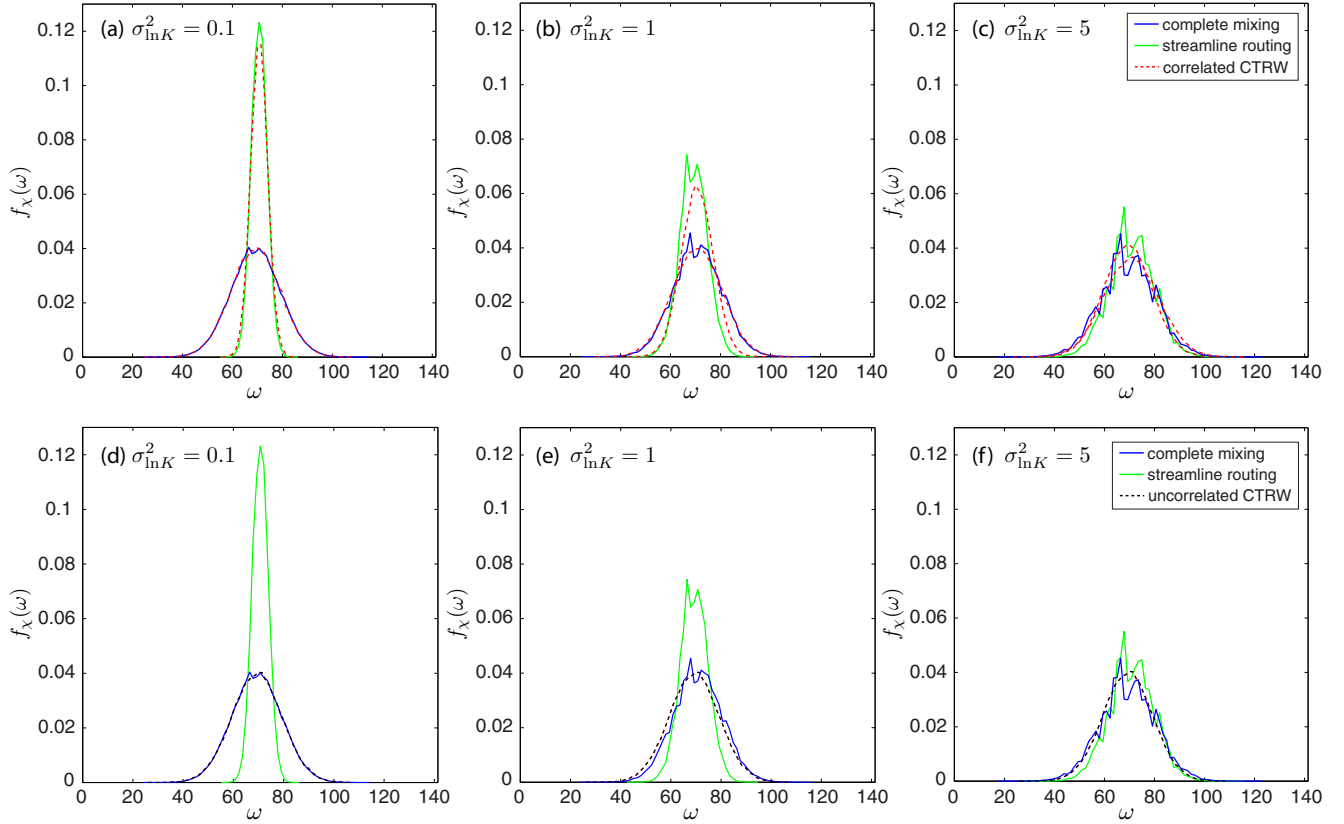 (a) σ²_lnK = 0.1
0.12
0.1
0.08
0.06
0.04
0.02
0
f_χ(ω)
0 20 40 60 80 100 120 140
ω
(b) σ²_lnK = 1
0.12
0.1
0.08
0.06
0.04
0.02
0
f_χ(ω)
0 20 40 60 80 100 120 140
ω
(c) σ²_lnK = 5
complete mixing
streamline routing
correlated CTRW
0.12
0.1
0.08
0.06
0.04
0.02
0
f_χ(ω)
0 20 40 60 80 100 120 140
ω
(d) σ²_lnK = 0.1
0.12
0.1
0.08
0.06
0.04
0.02
0
f_χ(ω)
0 20 40 60 80 100 120 140
ω
(e) σ²_lnK = 1
0.12
0.1
0.08
0.06
0.04
0.02
0
f_χ(ω)
0 20 40 60 80 100 120 140
ω
(f) σ²_lnK = 5
complete mixing
streamline routing
uncorrelated CTRW
0.12
0.1
0.08
0.06
0.04
0.02
0
f_χ(ω)
0 20 40 60 80 100 120 140
ω